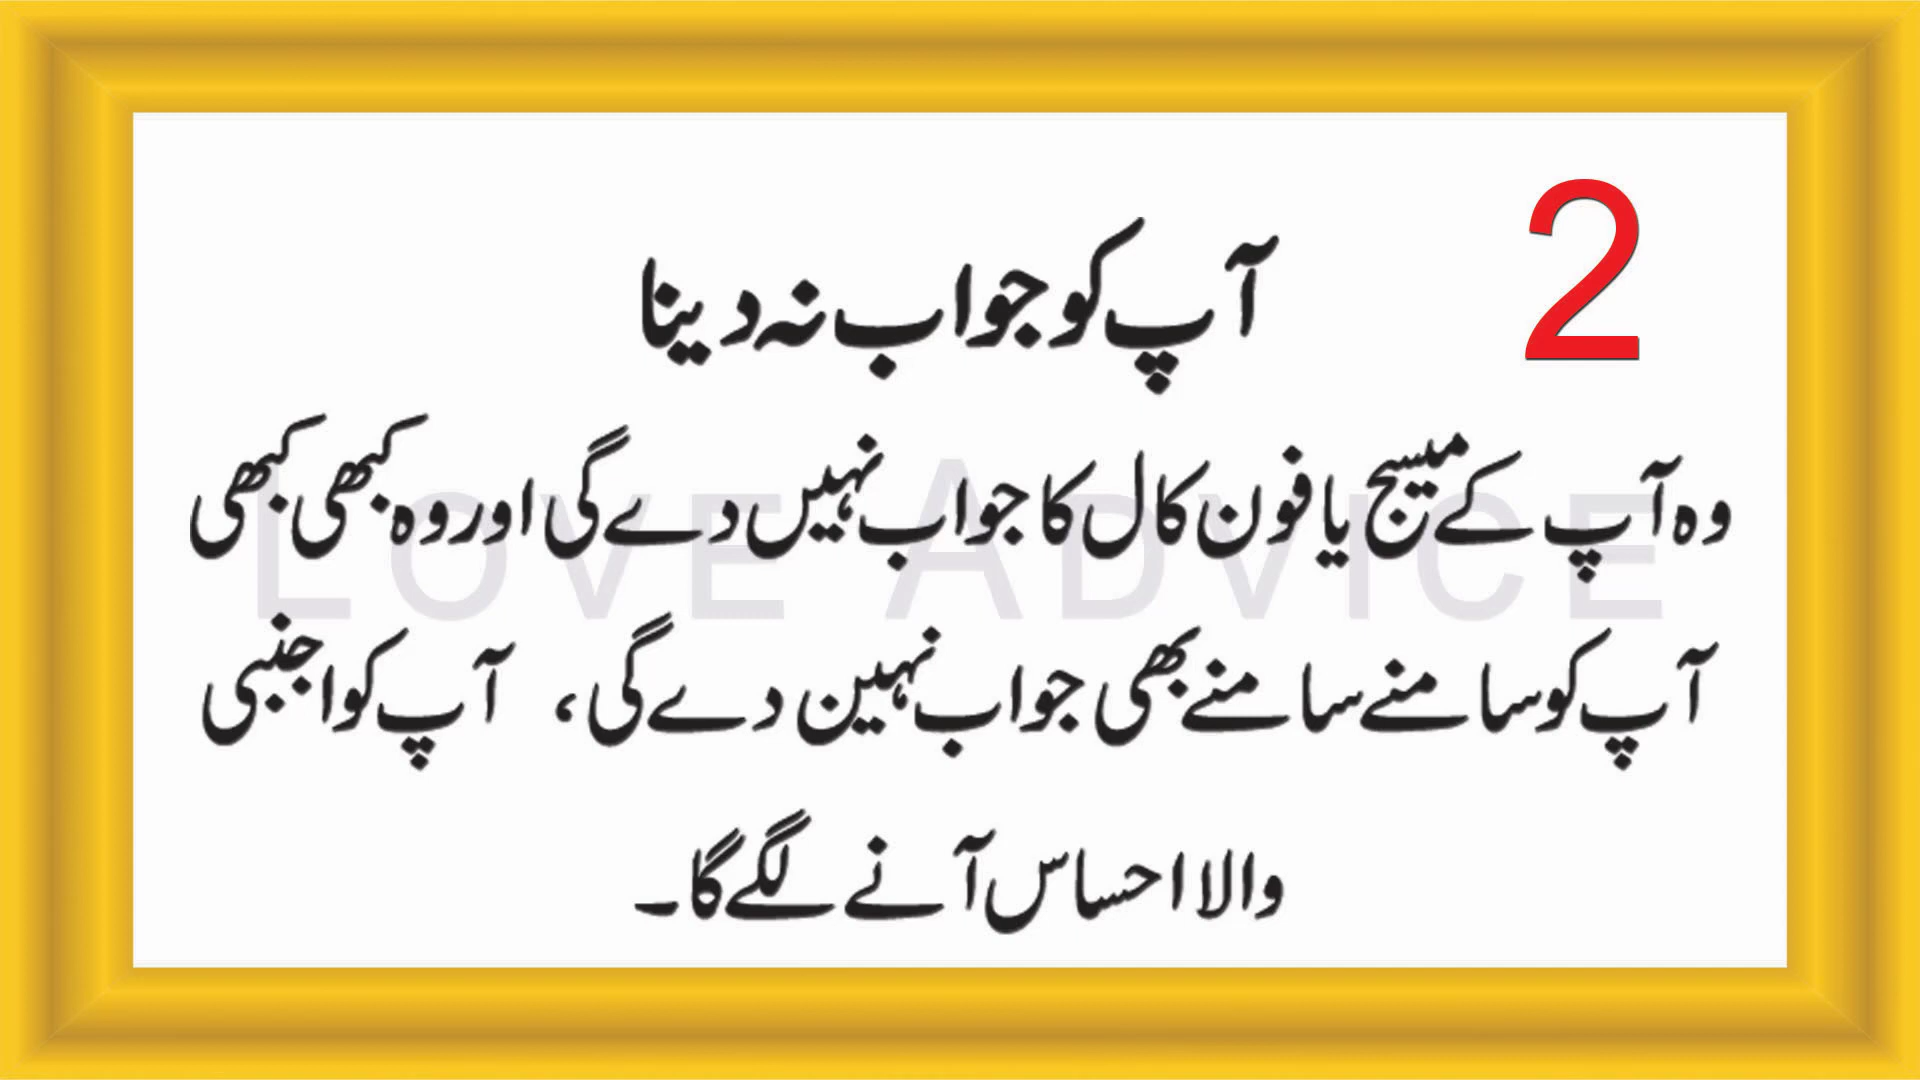 2
آپ کو جواب نہ دینا
وہ آپ کے میسج یا فون کال کا جواب نہیں دے گی اور وہ کبھی کبھی
LOVE ADVICE
آپ کو سامنے سامنے بھی جواب نہین دے گی، آپ کو اجنبی
والا احساس آنے لگے گا۔